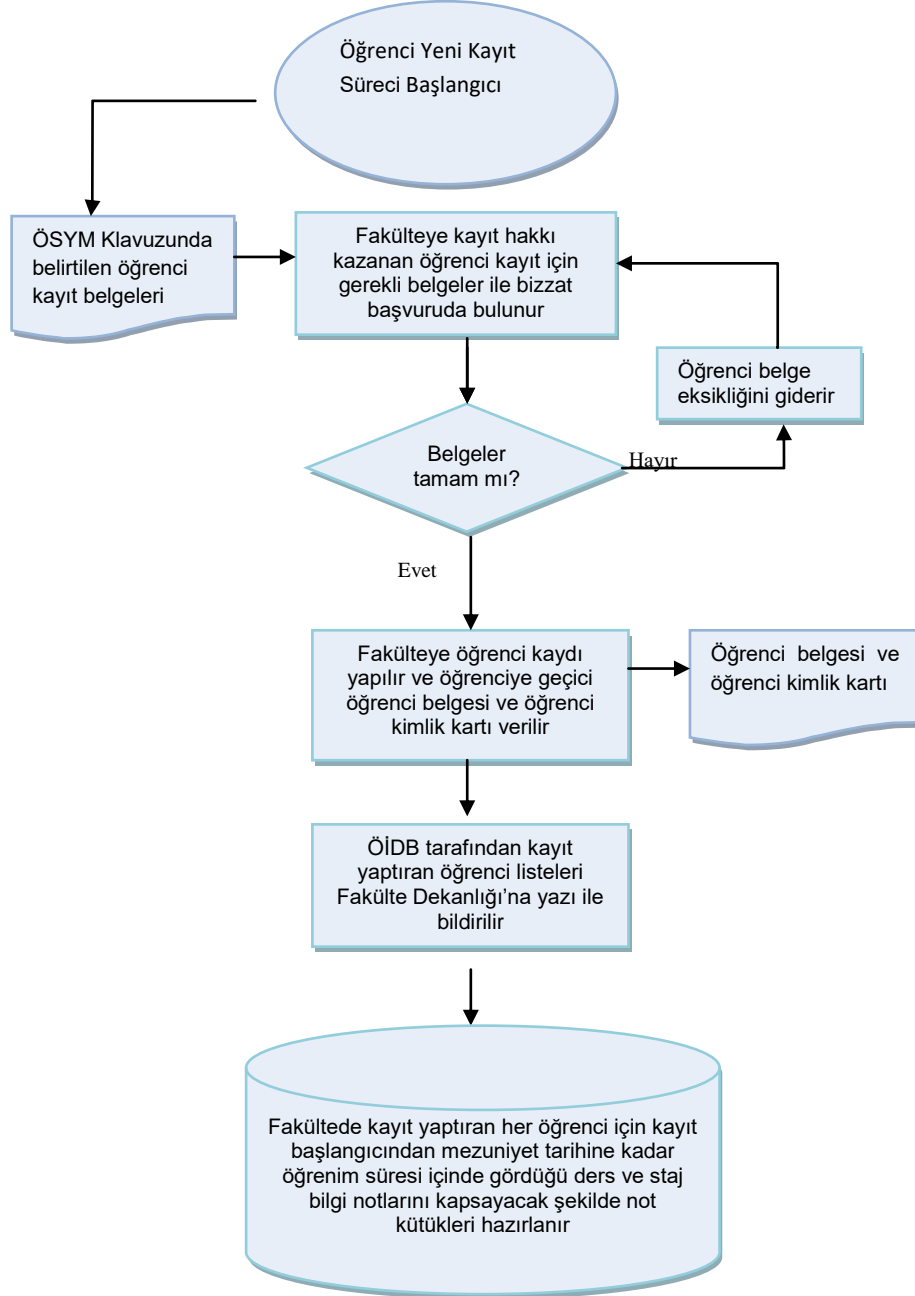 Öğrenci Yeni Kayıt
Süreci Başlangıcı
ÖSYM Klavuzunda
belirtilen öğrenci
kayıt belgeleri
Fakülteye kayıt hakkı
kazanan öğrenci kayıt için
gerekli belgeler ile bizzat
başvuruda bulunur
Öğrenci belge
eksikliğini giderir
Belgeler
tamam mı?
Hayır
Evet
Fakülteye öğrenci kaydı
yapılır ve öğrenciye geçici
öğrenci belgesi ve öğrenci
kimlik kartı verilir
Öğrenci belgesi ve
öğrenci kimlik kartı
ÖİDB tarafından kayıt
yaptıran öğrenci listeleri
Fakülte Dekanlığı’na yazı ile
bildirilir
Fakültede kayıt yaptıran her öğrenci için kayıt
başlangıcından mezuniyet tarihine kadar
öğrenim süresi içinde gördüğü ders ve staj
bilgi notlarını kapsayacak şekilde not
kütükleri hazırlanır